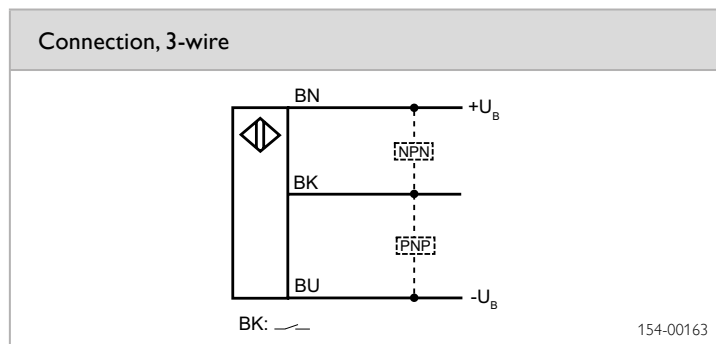 Connection, 3-wire
BN
+U_B
NPN
BK
PNP
BU
-U_B
BK:
154-00163